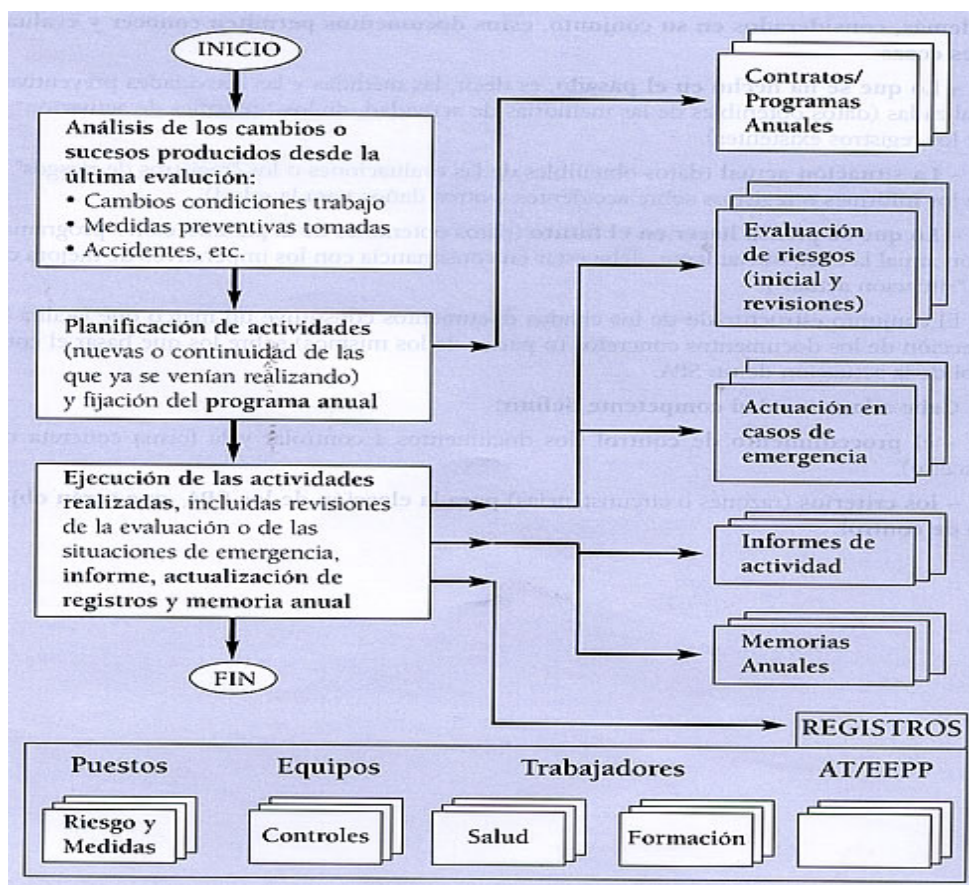 INICIO
Análisis de los cambios o
sucesos producidos desde la
última evaluación:
• Cambios condiciones trabajo
• Medidas preventivas tomadas
• Accidentes, etc.
Planificación de actividades
(nuevas o continuidad de las
que ya se venían realizando)
y fijación del programa anual
Ejecución de las actividades
realizadas, incluidas revisiones
de la evaluación o de las
situaciones de emergencia,
informe, actualización de
registros y memoria anual
FIN
Contratos/
Programas
Anuales
Evaluación
de riesgos
(inicial y
revisiones)
Actuación en
casos de
emergencia
Informes de
actividad
Memorias
Anuales
REGISTROS
Puestos
Equipos
Trabajadores
AT/EEPP
Riesgo y
Medidas
Controles
Salud
Formación